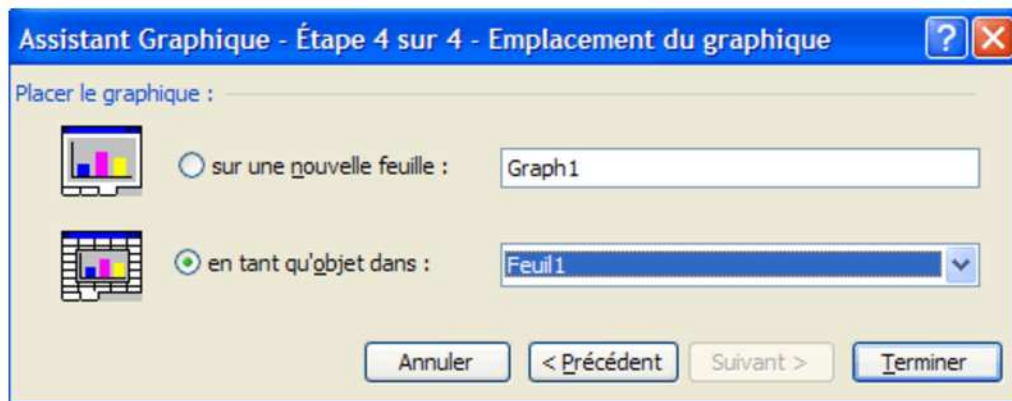 Assistant Graphique - Étape 4 sur 4 - Emplacement du graphique
Placer le graphique :
sur une nouvelle feuille : Graph1
en tant qu'objet dans : Feuil1
Annuler < Précédent Suivant > Terminer